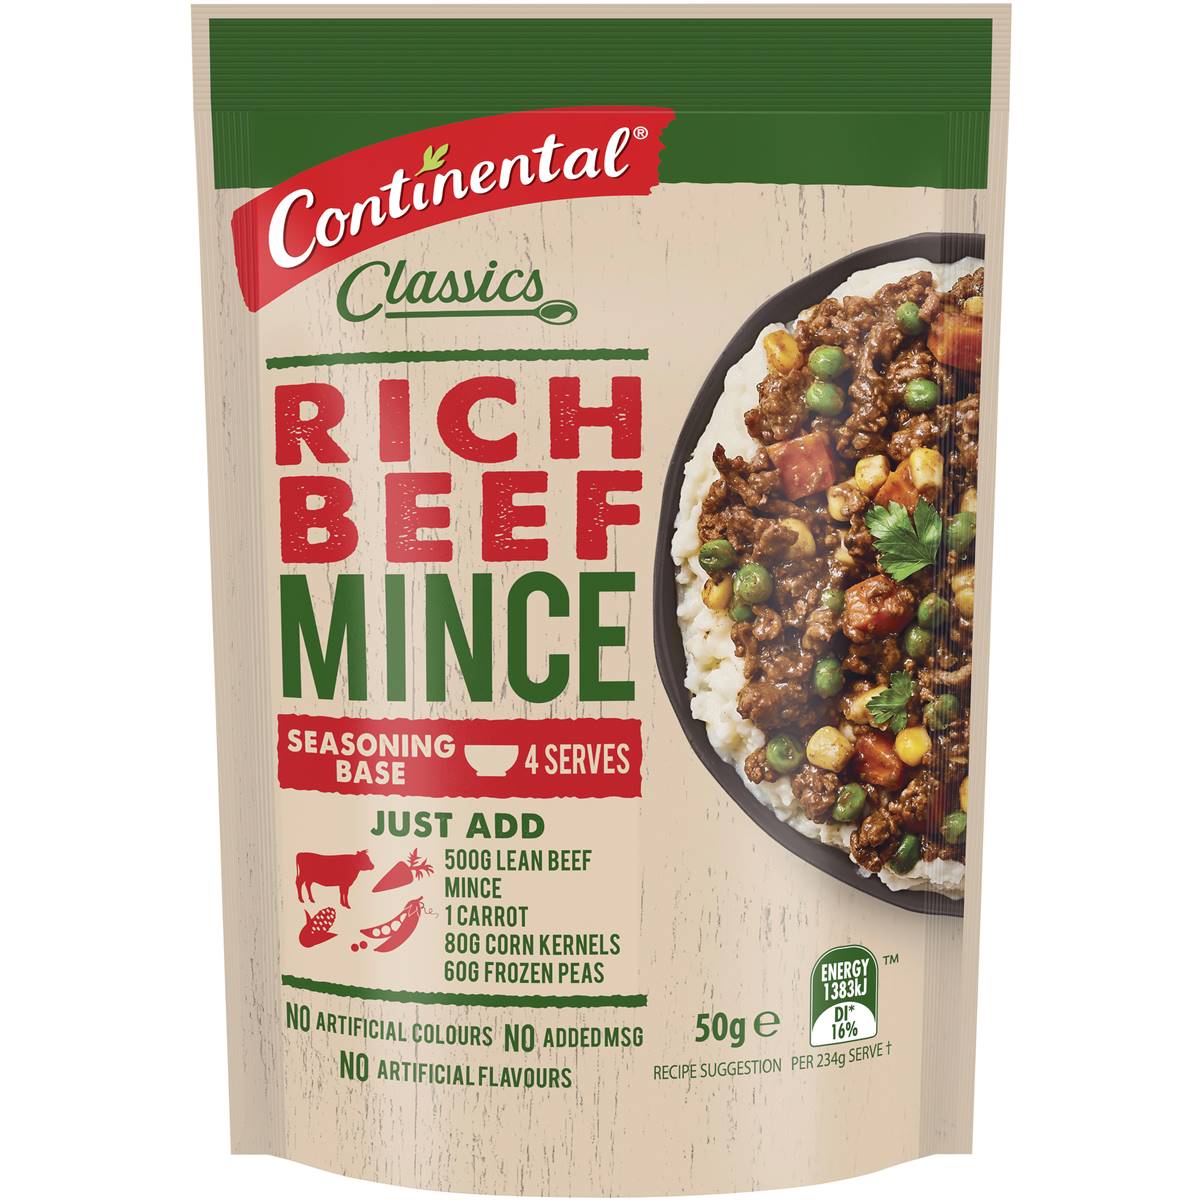 Continental®
Classics
RICH
BEEF
MINCE
SEASONING
BASE
4 SERVES
JUST ADD
500G LEAN BEEF
MINCE
1 CARROT
80G CORN KERNELS
60G FROZEN PEAS
NO ARTIFICIAL COLOURS NO ADDED MSG
NO ARTIFICIAL FLAVOURS
50g e
RECIPE SUGGESTION
ENERGY
1383kJ
DI*
16%
™
PER 234g SERVE †